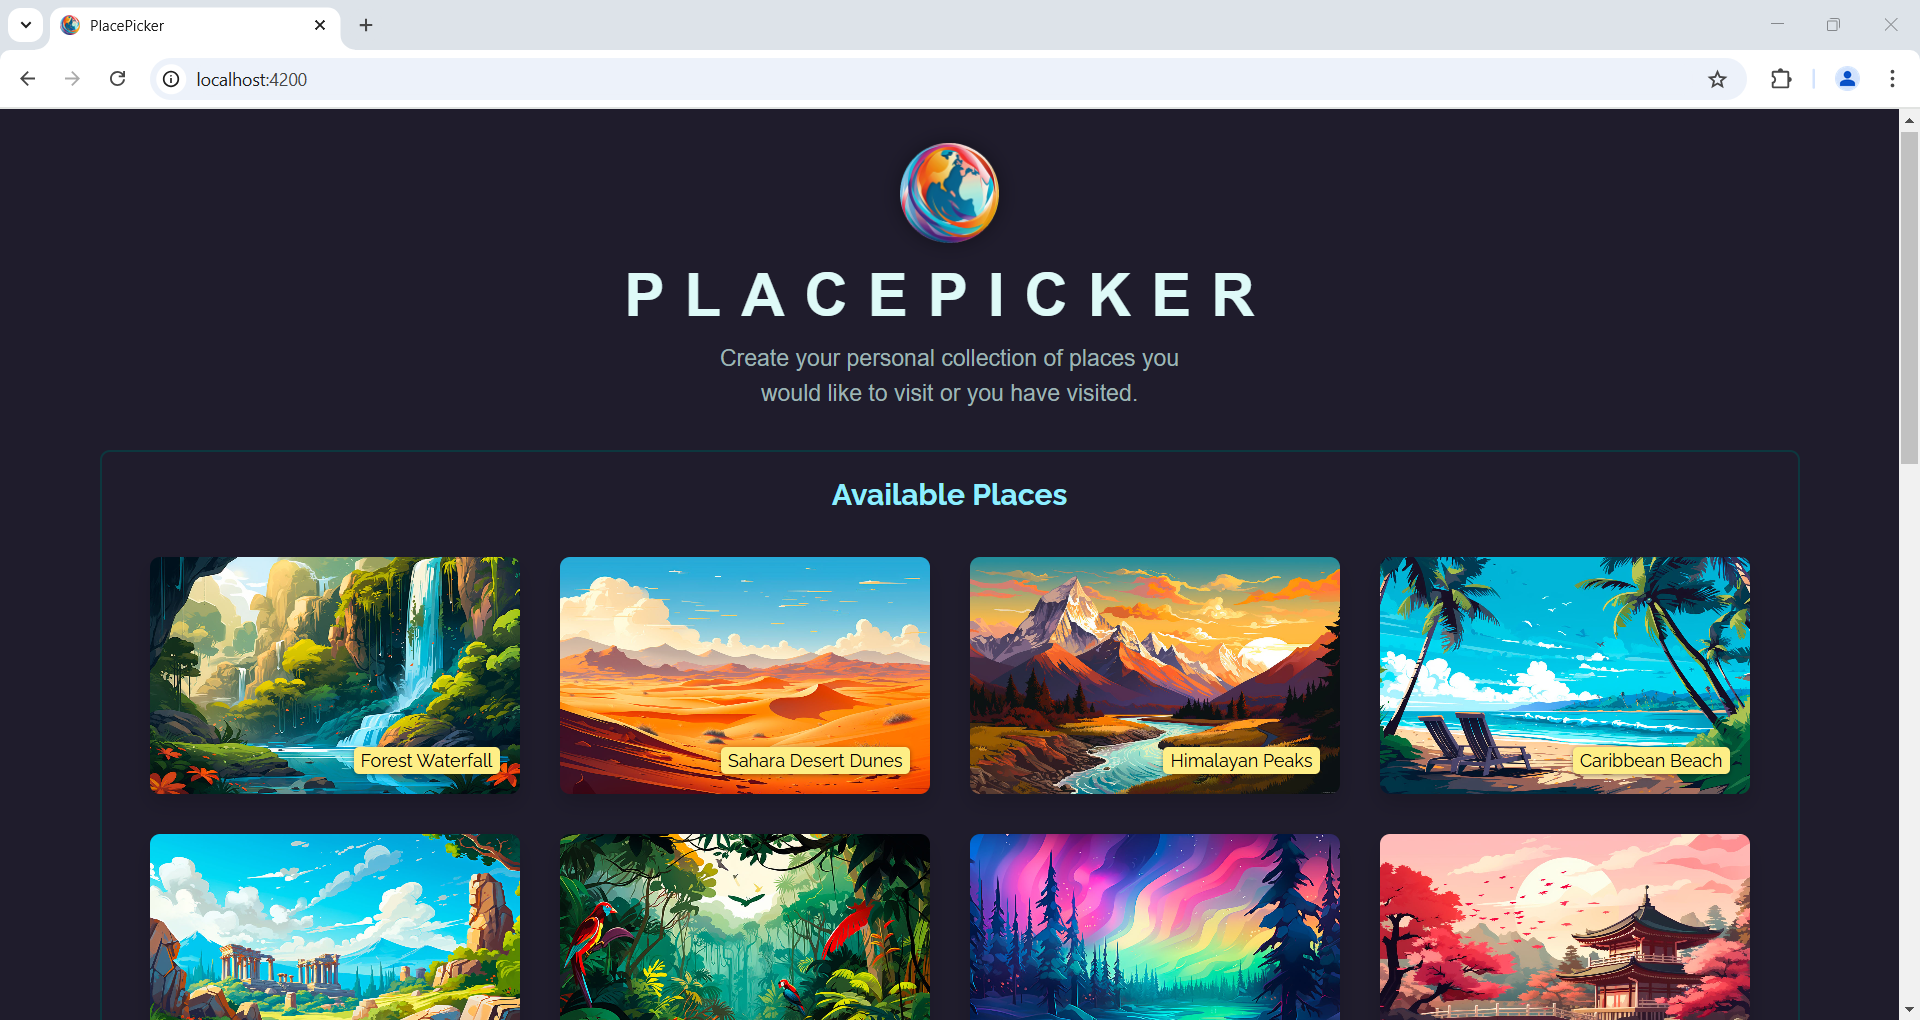 PlacePicker
localhost:4200
PLACEPICKER
Create your personal collection of places you
would like to visit or you have visited.
Available Places
Forest Waterfall
Sahara Desert Dunes
Himalayan Peaks
Caribbean Beach